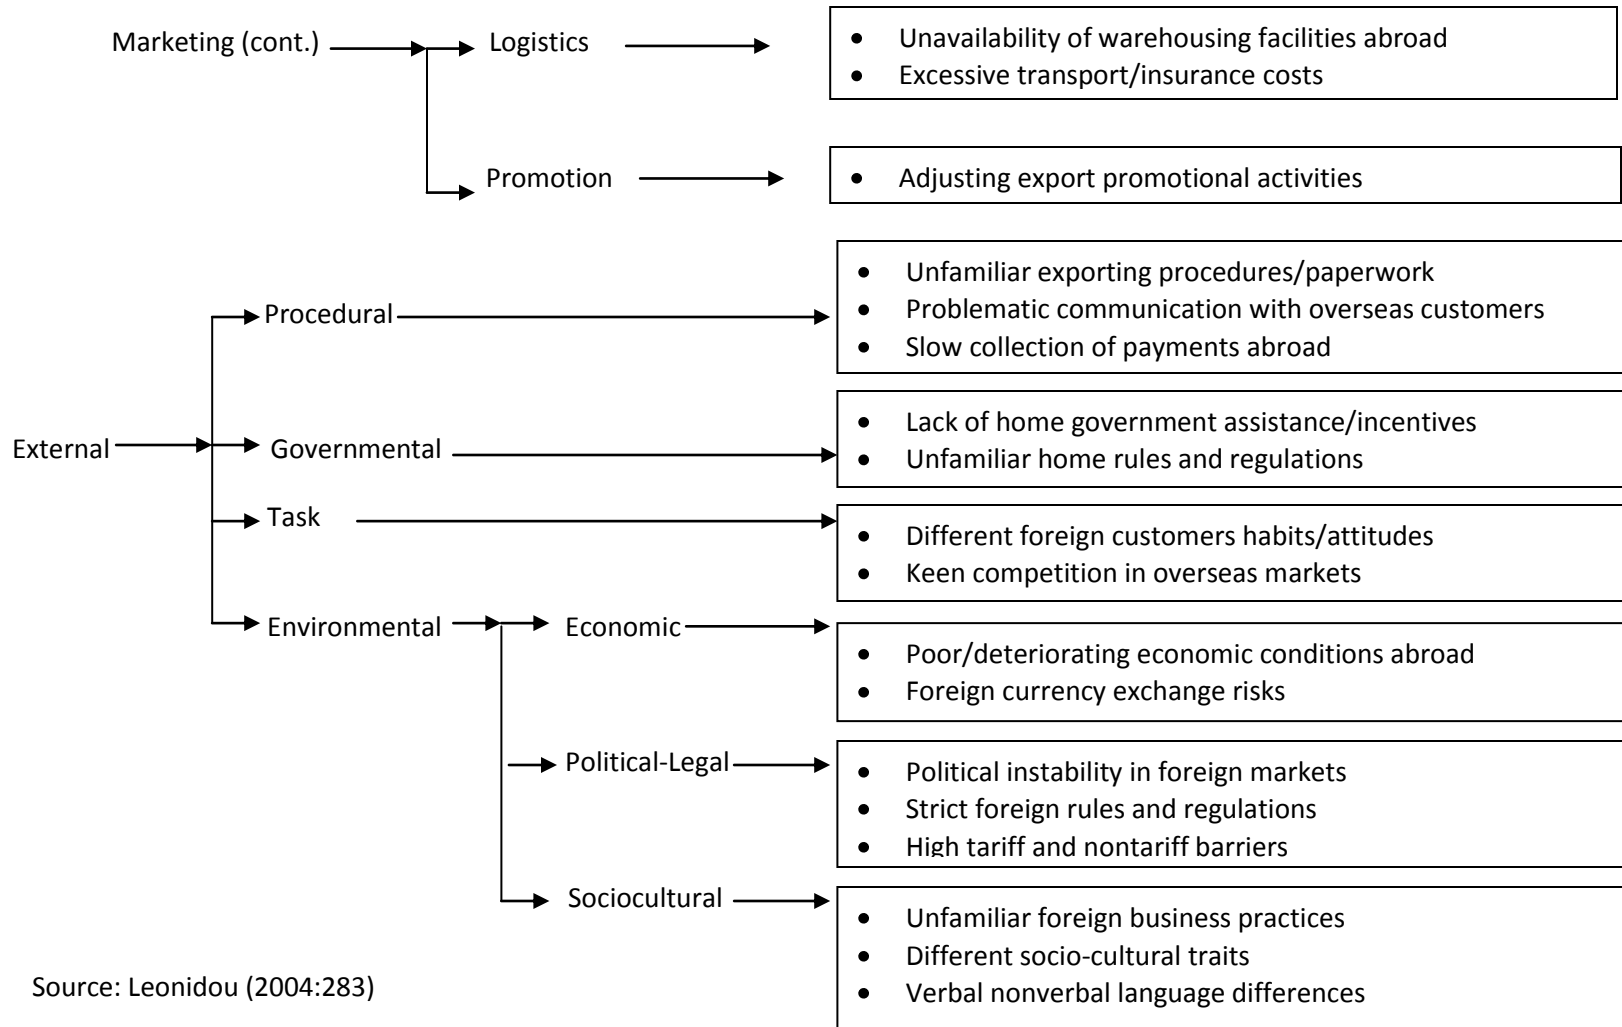 Marketing (cont.)
Logistics
• Unavailability of warehousing facilities abroad
• Excessive transport/insurance costs
Promotion
• Adjusting export promotional activities
External
Procedural
• Unfamiliar exporting procedures/paperwork
• Problematic communication with overseas customers
• Slow collection of payments abroad
Governmental
• Lack of home government assistance/incentives
• Unfamiliar home rules and regulations
Task
• Different foreign customers habits/attitudes
• Keen competition in overseas markets
Environmental
Economic
• Poor/deteriorating economic conditions abroad
• Foreign currency exchange risks
Political-Legal
• Political instability in foreign markets
• Strict foreign rules and regulations
• High tariff and nontariff barriers
Sociocultural
• Unfamiliar foreign business practices
• Different socio-cultural traits
• Verbal nonverbal language differences
Source: Leonidou (2004:283)